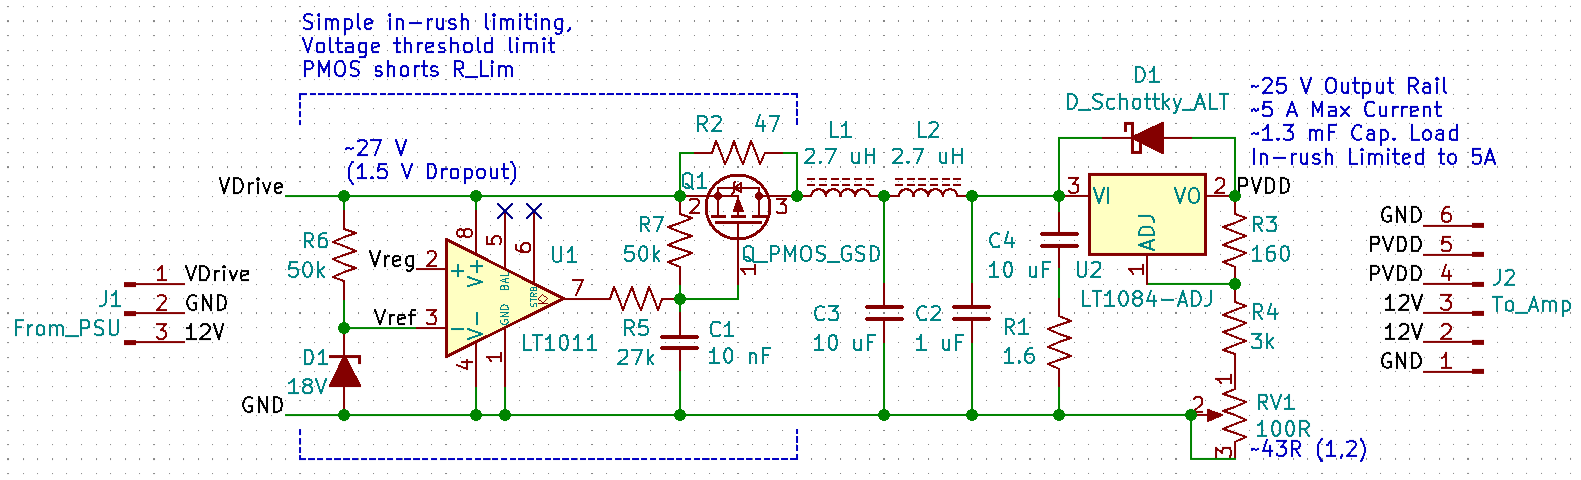 Simple in-rush limiting,
Voltage threshold limit
PMOS shorts R_Lim
~27 V
(1.5 V Dropout)
VDrive
GND
R6
50k
D1
18V
Vreg
Vref
2
3
+
-
V+
V-
8
5
6
BAL
STRB
GND
4
1
7
U1
LT1011
R5
27k
R7
50k
C1
10 nF
R2 47
Q1
2
3
1
Q_PMOS_GSD
L1
2.7 uH
L2
2.7 uH
C3
10 uF
C2
1 uF
C4
10 uF
R1
1.6
D1
D_Schottky_ALT
3
VI
VO
2
ADJ
1
U2
LT1084-ADJ
PVDD
R3
160
R4
3k
1
2
3
RV1
100R
~43R (1,2)
~25 V Output Rail
~5 A Max Current
~1.3 mF Cap. Load
In-rush Limited to 5A
J1
From_PSU
1 VDrive
2 GND
3 12V
GND 6
PVDD 5
PVDD 4
12V 3
12V 2
GND 1
J2
To_Amp